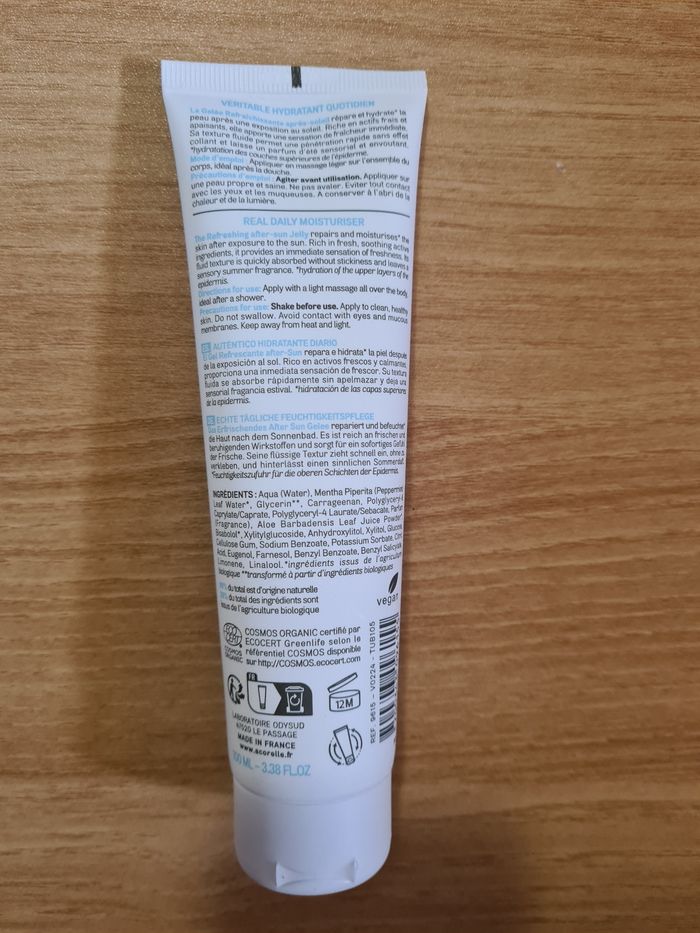 VERITABLE HYDRATANT QUOTIDIEN
La Gelée Rafraîchissante après-soleil répare et hydrate* la
peau après une exposition au soleil. Riche en actifs frais et
apaisants, elle apporte une sensation de fraîcheur immédiate.
Sa texture fluide permet une pénétration rapide sans effet
collant et laisse un parfum d'été sensoriel et envoutant.
*hydratation des couches supérieures de l'épiderme.
Mode d'emploi : Appliquer en massage léger sur l'ensemble du
corps, idéal après la douche.
Précautions d'emploi : Agiter avant utilisation. Appliquer sur
une peau propre et saine. Ne pas avaler. Eviter tout contact
avec les yeux et les muqueuses. A conserver à l'abri de la
chaleur et de la lumière.
REAL DAILY MOISTURISER
The Refreshing after-sun Jelly repairs and moisturises* the
skin after exposure to the sun. Rich in fresh, soothing active
ingredients, it provides an immediate sensation of freshness. Its
fluid texture is quickly absorbed without stickiness and leaves a
sensory summer fragrance. *hydration of the upper layers of the
epidermis.
Directions for use: Apply with a light massage all over the body,
ideal after a shower.
Precautions for use: Shake before use. Apply to clean, healthy
skin. Do not swallow. Avoid contact with eyes and mucous
membranes. Keep away from heat and light.
ES AUTÉNTICO HIDRATANTE DIARIO
El Gel Refrescante after-Sun repara e hidrata* la piel después
de la exposición al sol. Rico en activos frescos y calmantes,
proporciona una inmediata sensación de frescor. Su textura
fluida se absorbe rápidamente sin apelmazar y deja una
sensorial fragancia estival. *hidratación de las capas superiores
de la epidermis.
DE ECHTE TÄGLICHE FEUCHTIGKEITSPFLEGE
Das Erfrischendes After Sun Gelee repariert und befeuchtet*
die Haut nach dem Sonnenbad. Es ist reich an frischen und
beruhigenden Wirkstoffen und sorgt für ein sofortiges Gefühl
der Frische. Seine flüssige Textur zieht schnell ein, ohne zu
verkleben, und hinterlässt einen sinnlichen Sommerduft.
*Feuchtigkeitszufuhr für die oberen Schichten der Epidermis.
INGRÉDIENTS : Aqua (Water), Mentha Piperita (Peppermint)
Leaf Water*, Glycerin**, Carrageenan, Polyglyceryl-4
Caprylate/Caprate, Polyglyceryl-4 Laurate/Sebacate, Parfum
(Fragrance), Aloe Barbadensis Leaf Juice Powder*,
Bisabolol*, Xylitylglucoside, Anhydroxylitol, Xylitol, Glucose,
Cellulose Gum, Sodium Benzoate, Potassium Sorbate, Citric
Acid, Eugenol, Farnesol, Benzyl Benzoate, Benzyl Salicylate,
Limonene, Linalool. *ingrédients issus de l'agriculture
biologique **transformé à partir d'ingrédients biologiques
du total est d'origine naturelle
du total des ingrédients sont
issus de l'agriculture biologique
vegan
ECO
CERT
COSMOS
ORGANIC
COSMOS ORGANIC certifié par
ECOCERT Greenlife selon le
référentiel COSMOS disponible
sur http://COSMOS.ecocert.com
FR
12M
LABORATOIRE ODYSUD
47520 LE PASSAGE
MADE IN FRANCE
www.acorelle.fr
100 ML - 3.38 FL.OZ
REF. 9615 - V0224 - TUB105